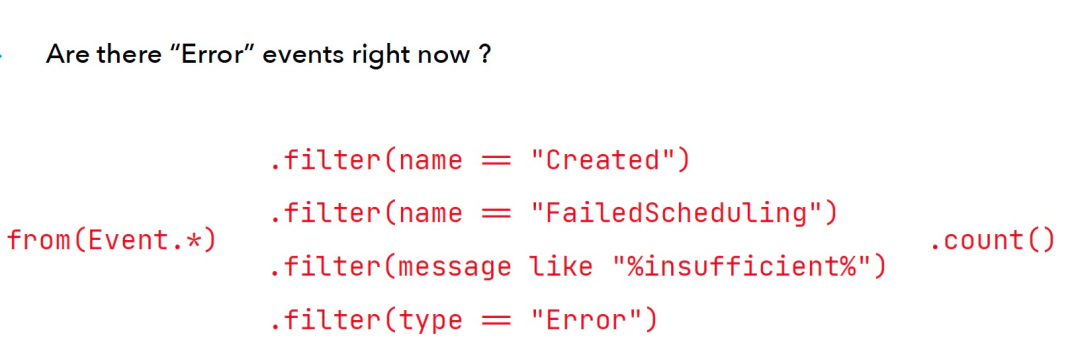 Are there “Error” events right now ?
.filter(name == "Created")
.filter(name == "FailedScheduling")
from(Event.*)
.count()
.filter(message like "%insufficient%")
.filter(type == "Error")